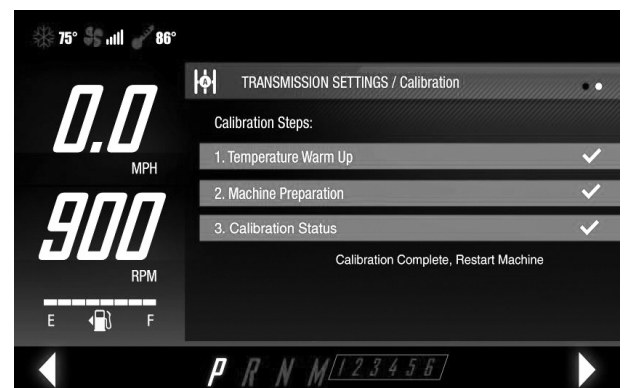 75° 86°
TRANSMISSION SETTINGS / Calibration
0.0
MPH
Calibration Steps:
1. Temperature Warm Up
2. Machine Preparation
3. Calibration Status
Calibration Complete, Restart Machine
900
RPM
E F
P R N M 1 2 3 4 5 6